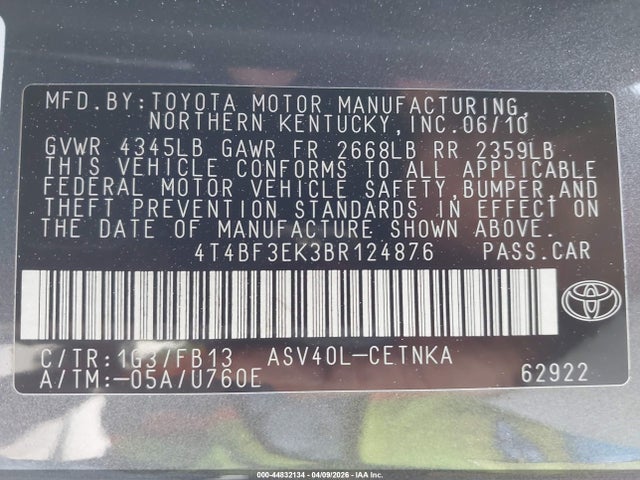 MFD.BY:TOYOTA MOTOR MANUFACTURING
NORTHERN KENTUCKY,INC.06/10
GVWR 4345LB GAWR FR 2668LB RR 2359LB
THIS VEHICLE CONFORMS TO ALL APPLICABLE
FEDERAL MOTOR VEHICLE SAFETY,BUMPER,AND
THEFT PREVENTION STANDARDS IN EFFECT ON
THE DATE OF MANUFACTURE SHOWN ABOVE.
4T4BF3EK3BR124876 PASS.CAR
C/TR:1G3/FB13 ASV40L-CETNKA
A/TM:-05A/U760E 62922
000-44832134 - 04/09/2026 - IAA Inc.